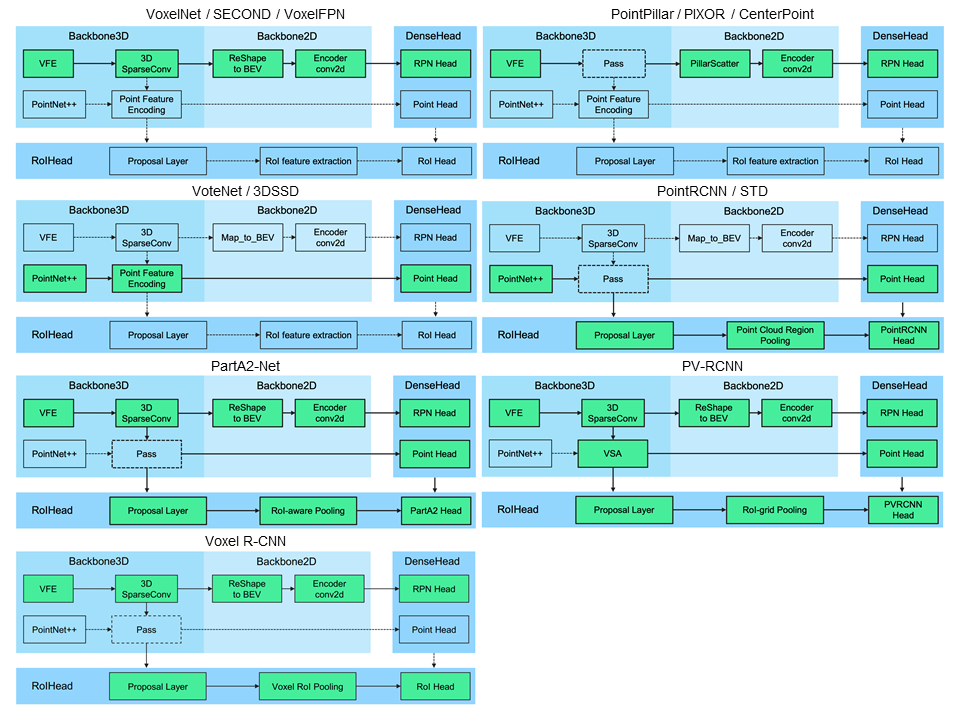 VoxelNet / SECOND / VoxelFPN
Backbone3D
Backbone2D
DenseHead
VFE
3D
SparseConv
ReShape
to BEV
Encoder
conv2d
RPN Head
PointNet++
Point Feature
Encoding
Point Head
RoIHead
Proposal Layer
RoI feature extraction
RoI Head
PointPillar / PIXOR / CenterPoint
Backbone3D
Backbone2D
DenseHead
VFE
Pass
PillarScatter
Encoder
conv2d
RPN Head
PointNet++
Point Feature
Encoding
Point Head
RoIHead
Proposal Layer
RoI feature extraction
RoI Head
VoteNet / 3DSSD
Backbone3D
Backbone2D
DenseHead
VFE
3D
SparseConv
Map_to_BEV
Encoder
conv2d
RPN Head
PointNet++
Point Feature
Encoding
Point Head
RoIHead
Proposal Layer
RoI feature extraction
RoI Head
PointRCNN / STD
Backbone3D
Backbone2D
DenseHead
VFE
3D
SparseConv
Map_to_BEV
Encoder
conv2d
RPN Head
PointNet++
Pass
Point Head
RoIHead
Proposal Layer
Point Cloud Region
Pooling
PointRCNN
Head
PartA2-Net
Backbone3D
Backbone2D
DenseHead
VFE
3D
SparseConv
ReShape
to BEV
Encoder
conv2d
RPN Head
PointNet++
Pass
Point Head
RoIHead
Proposal Layer
RoI-aware Pooling
PartA2 Head
PV-RCNN
Backbone3D
Backbone2D
DenseHead
VFE
3D
SparseConv
ReShape
to BEV
Encoder
conv2d
RPN Head
PointNet++
VSA
Point Head
RoIHead
Proposal Layer
RoI-grid Pooling
PVRCNN
Head
Voxel R-CNN
Backbone3D
Backbone2D
DenseHead
VFE
3D
SparseConv
ReShape
to BEV
Encoder
conv2d
RPN Head
PointNet++
Pass
Point Head
RoIHead
Proposal Layer
Voxel RoI Pooling
RoI Head